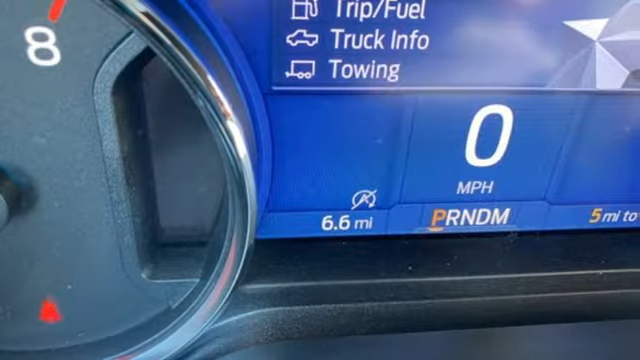 8
Trip/Fuel
Truck Info
Towing
0
MPH
6.6 mi
PRNDM
5 mi to